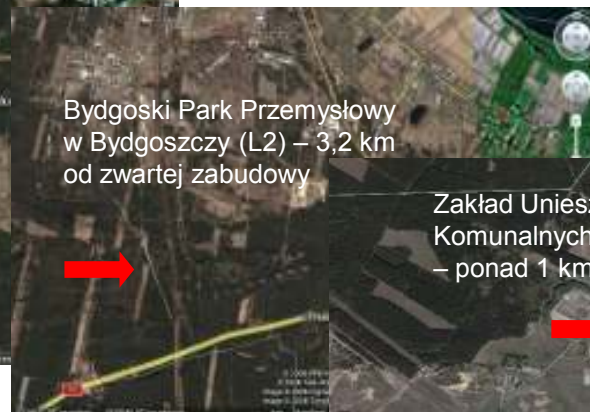 Bydgoski Park Przemysłowy
w Bydgoszczy (L2) – 3,2 km
od zwartej zabudowy
Zakład Uniesz
Komunalnych
– ponad 1 km